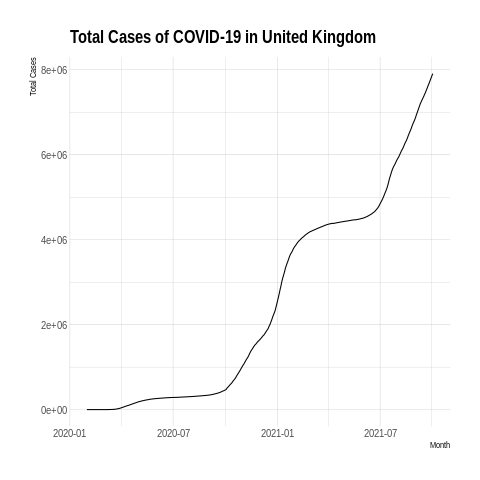 Total Cases of COVID-19 in United Kingdom
Total Cases
8e+06
6e+06
4e+06
2e+06
0e+00
2020-01 2020-07 2021-01 2021-07
Month